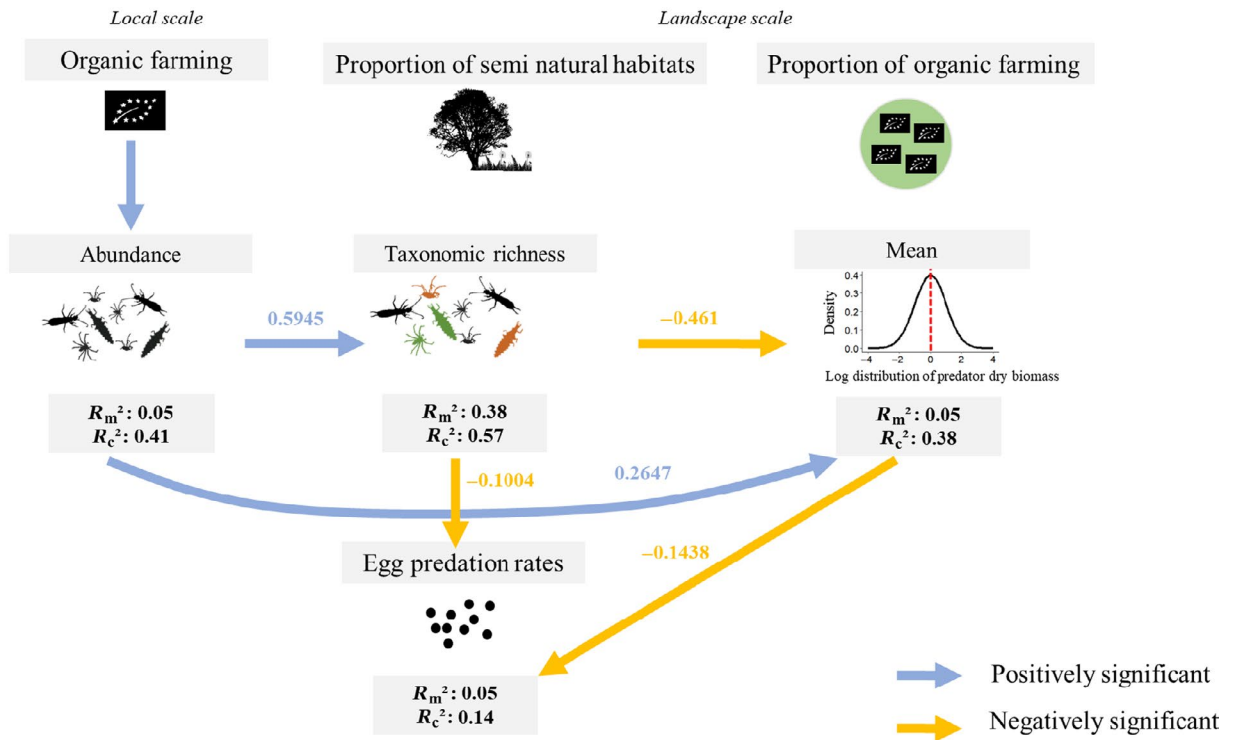 Local scale
Landscape scale
Organic farming
Proportion of semi natural habitats
Proportion of organic farming
Abundance
Taxonomic richness
Mean
0.5945
−0.461
Density
0.4
0.3
0.2
0.1
0.0
−4
−2
0
2
4
Log distribution of predator dry biomass
Rm²: 0.05
Rc²: 0.41
Rm²: 0.38
Rc²: 0.57
Rm²: 0.05
Rc²: 0.38
−0.1004
0.2647
−0.1438
Egg predation rates
Rm²: 0.05
Rc²: 0.14
Positively significant
Negatively significant